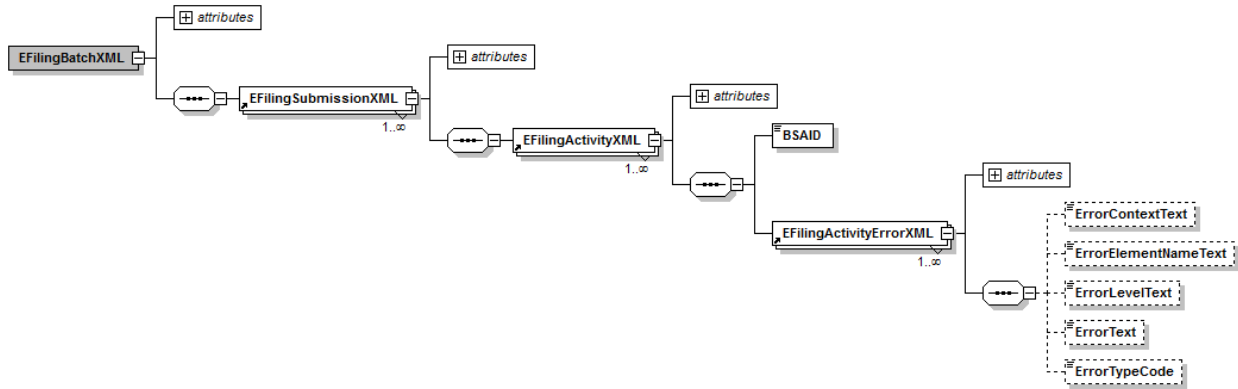 attributes
EFilingBatchXML
attributes
EFilingSubmissionXML
1..∞
attributes
EFilingActivityXML
1..∞
BSAID
attributes
EFilingActivityErrorXML
1..∞
ErrorContextText
ErrorElementNameText
ErrorLevelText
ErrorText
ErrorTypeCode